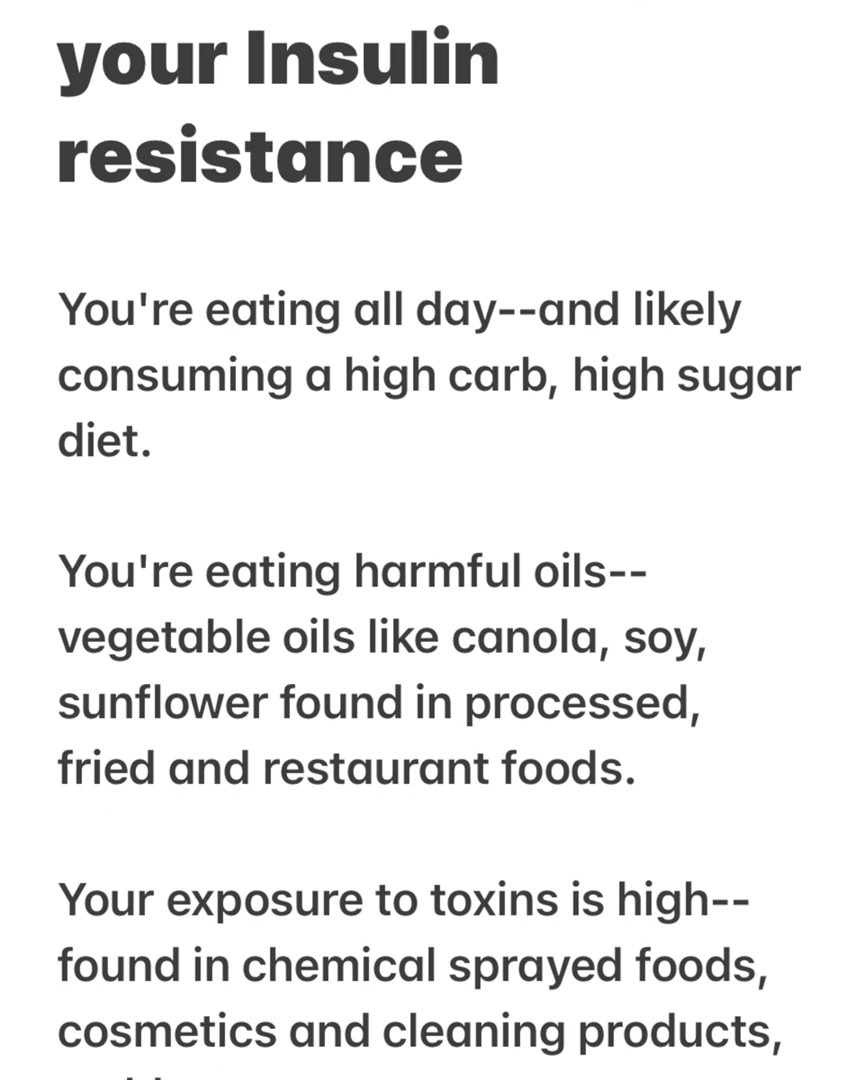 your Insulin
resistance
You're eating all day--and likely
consuming a high carb, high sugar
diet.
You're eating harmful oils--
vegetable oils like canola, soy,
sunflower found in processed,
fried and restaurant foods.
Your exposure to toxins is high--
found in chemical sprayed foods,
cosmetics and cleaning products,